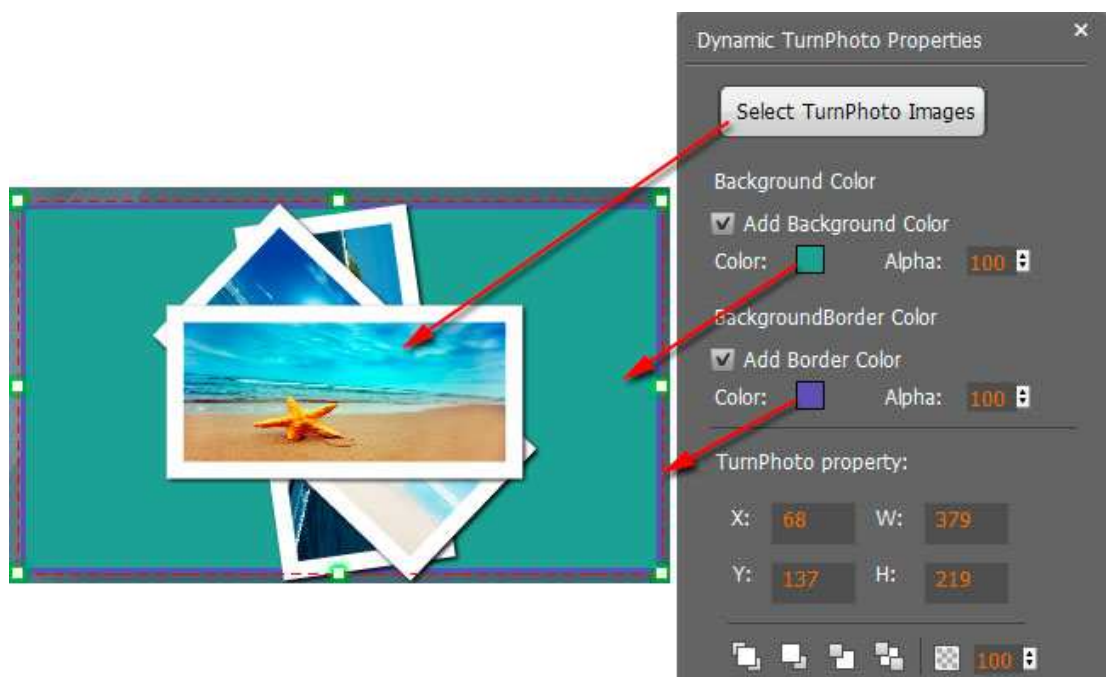 Dynamic TurnPhoto Properties
Select TurnPhoto Images
Background Color
Add Background Color
Color: Alpha: 100
BackgroundBorder Color
Add Border Color
Color: Alpha: 100
TurnPhoto property:
X: 68 W: 379
Y: 137 H: 219
100